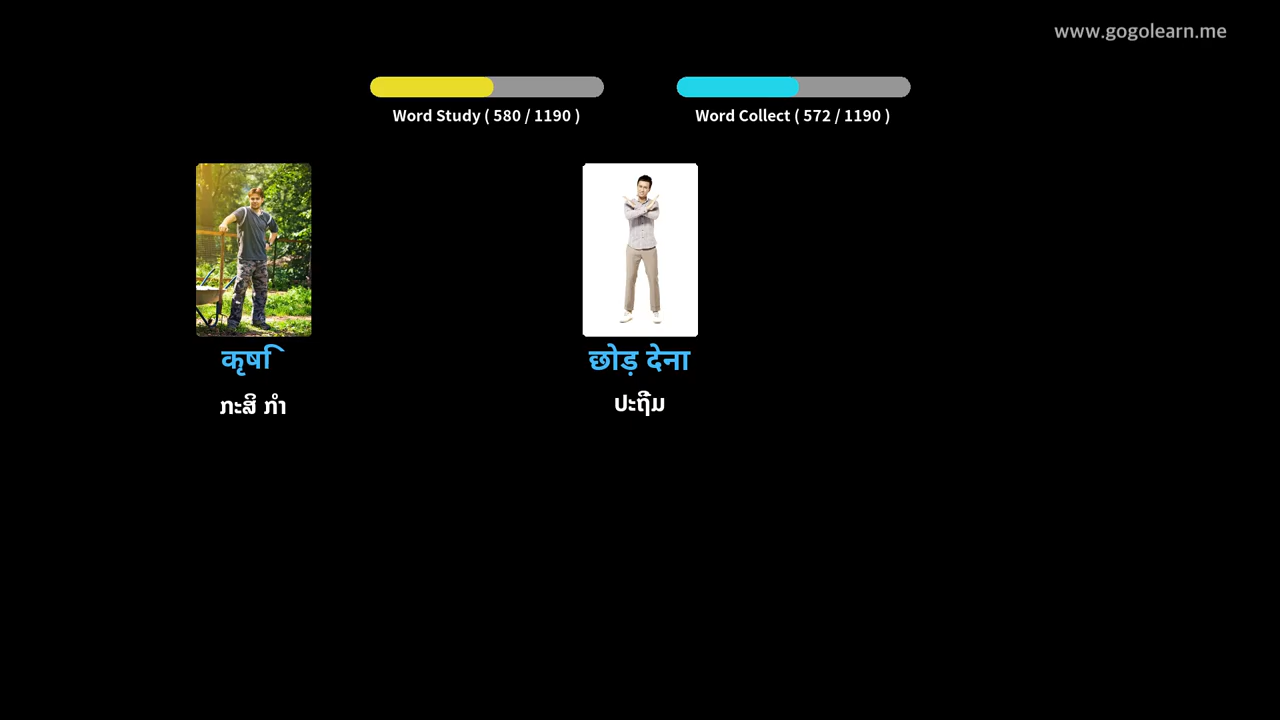 www.gogolearn.me
Word Study ( 580 / 1190 )
Word Collect ( 572 / 1190 )
कृषि
छोड़ देना
ກະສິ ກຳ
ປະຖີ້ມ